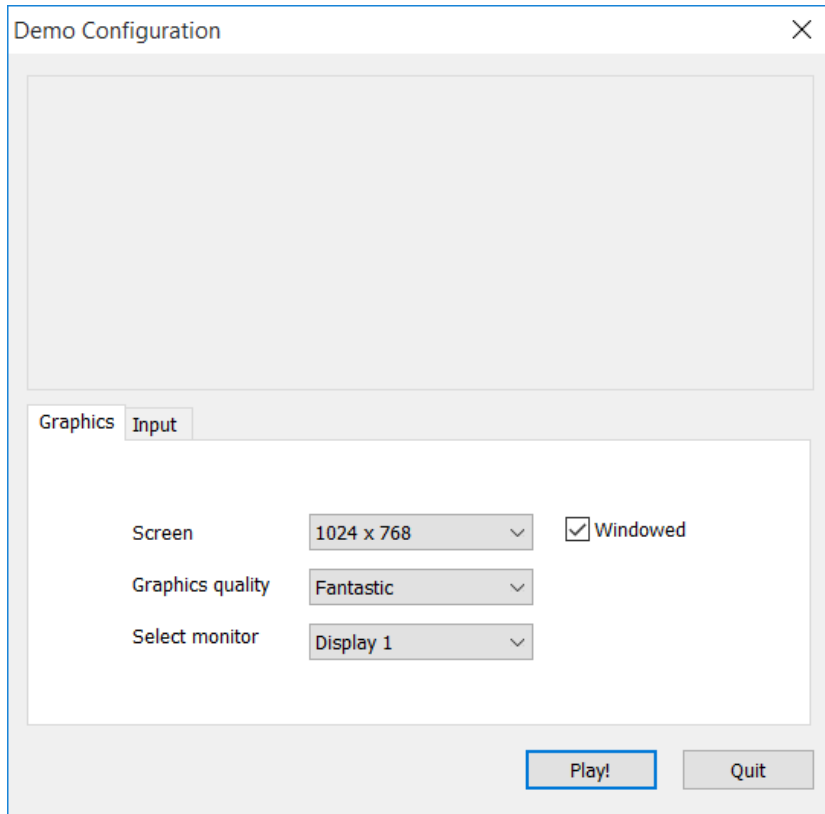 Demo Configuration
Graphics
Input
Screen
1024 x 768
Windowed
Graphics quality
Fantastic
Select monitor
Display 1
Play!
Quit